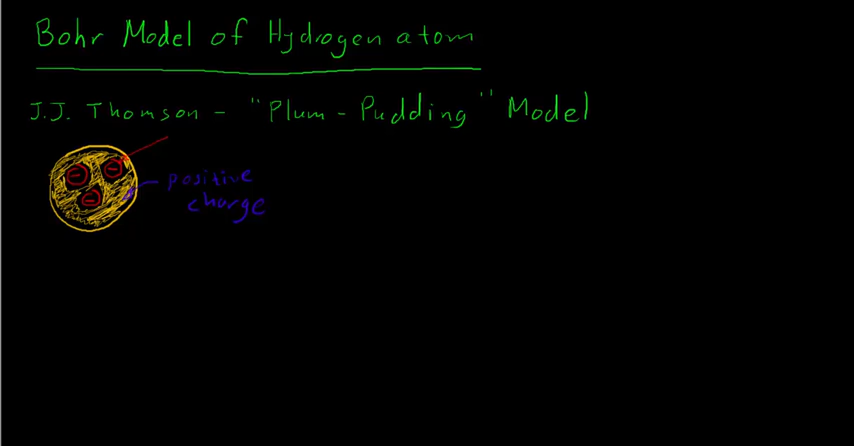 Bohr Model of Hydrogen atom
J.J. Thomson - "Plum-Pudding" Model
- - -
positive
charge